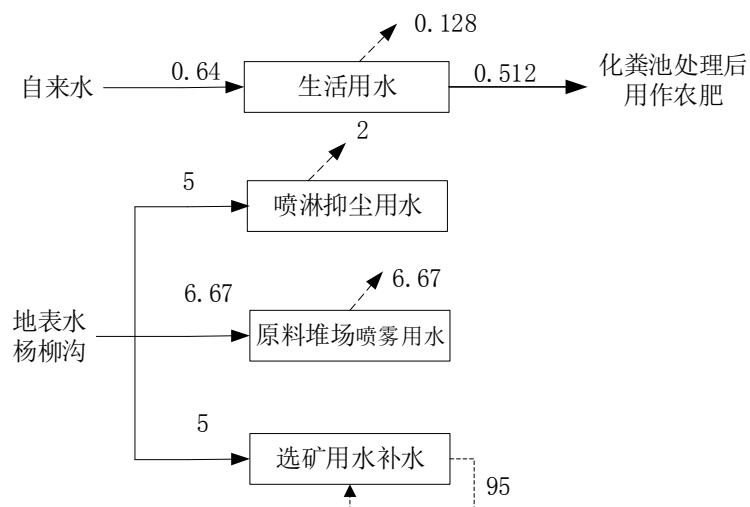 0.128
自来水
0.64
生活用水
0.512
化粪池处理后
用作农肥
2
5
喷淋抑尘用水
6.67
6.67
地表水
杨柳沟
原料堆场喷雾用水
5
选矿用水补水
95